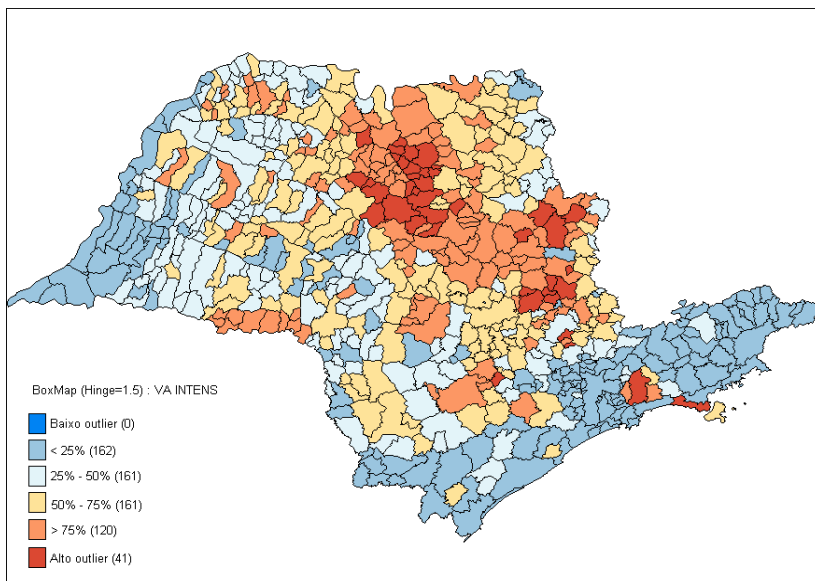 BoxMap (Hinge=1.5) : VA INTENS
Baixo outlier (0)
< 25% (162)
25% - 50% (161)
50% - 75% (161)
> 75% (120)
Alto outlier (41)